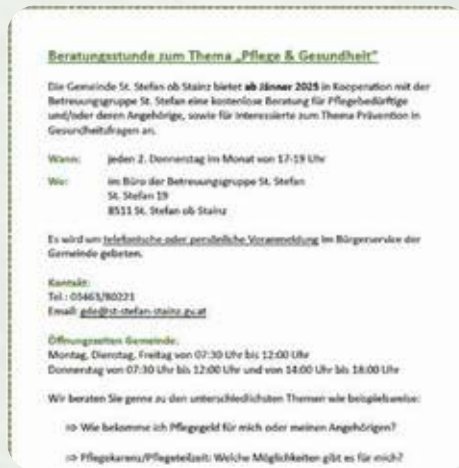 Beratungsstunde zum Thema „Pflege & Gesundheit"
Die Gemeinde St. Stefan ob Stainz bietet ab Jänner 2025 in Kooperation mit der
Betreuungsgruppe St. Stefan eine kostenlose Beratung für Pflegebedürftige
und/oder deren Angehörige, sowie für Interessierte zum Thema Prävention in
Gesundheitsfragen an.
Wann: jeden 2. Donnerstag im Monat von 17-19 Uhr
Wo: im Büro der Betreuungsgruppe St. Stefan
St. Stefan 19
8511 St. Stefan ob Stainz
Es wird um telefonische oder persönliche Voranmeldung im Bürgerservice der
Gemeinde gebeten.
Kontakt:
Tel.: 03463/80221
Email: gde@st-stefan-stainz.gv.at
Öffnungszeiten Gemeinde:
Montag, Dienstag, Freitag von 07:30 Uhr bis 12:00 Uhr
Donnerstag von 07:30 Uhr bis 12:00 Uhr und von 14:00 Uhr bis 18:00 Uhr
Wir beraten Sie gerne zu den unterschiedlichsten Themen wie beispielsweise:
⇨ Wie bekomme ich Pflegegeld für mich oder meinen Angehörigen?
⇨ Pflegekarenz/Pflegeteilzeit: Welche Möglichkeiten gibt es für mich?